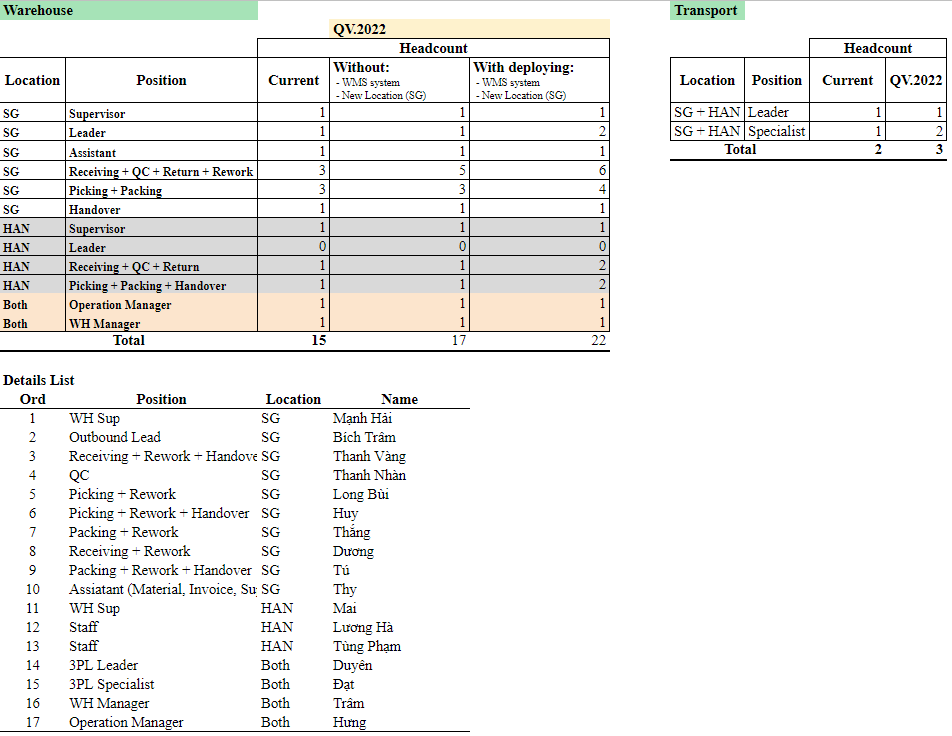 Warehouse
QV.2022
Headcount
Location Position Current Without: With deploying:
- WMS system - WMS system
- New Location (SG) - New Location (SG)
SG Supervisor 1 1 1
SG Leader 1 1 2
SG Assistant 1 1 1
SG Receiving + QC + Return + Rework 3 5 6
SG Picking + Packing 3 3 4
SG Handover 1 1 1
HAN Supervisor 1 1 1
HAN Leader 0 0 0
HAN Receiving + QC + Return 1 1 2
HAN Picking + Packing + Handover 1 1 2
Both Operation Manager 1 1 1
Both WH Manager 1 1 1
Total 15 17 22
Transport
Headcount
Location Position Current QV.2022
SG + HAN Leader 1 1
SG + HAN Specialist 1 2
Total 2 3
Details List
Ord Position Location Name
1 WH Sup SG Mạnh Hải
2 Outbound Lead SG Bích Trâm
3 Receiving + Rework + Handove SG Thanh Vàng
4 QC SG Thanh Nhàn
5 Picking + Rework SG Long Bùi
6 Picking + Rework + Handover SG Huy
7 Packing + Rework SG Thắng
8 Receiving + Rework SG Dương
9 Packing + Rework + Handover SG Tú
10 Assiatant (Material, Invoice, Su SG Thy
11 WH Sup HAN Mai
12 Staff HAN Lương Hà
13 Staff HAN Tùng Phạm
14 3PL Leader Both Duyên
15 3PL Specialist Both Đạt
16 WH Manager Both Trâm
17 Operation Manager Both Hưng